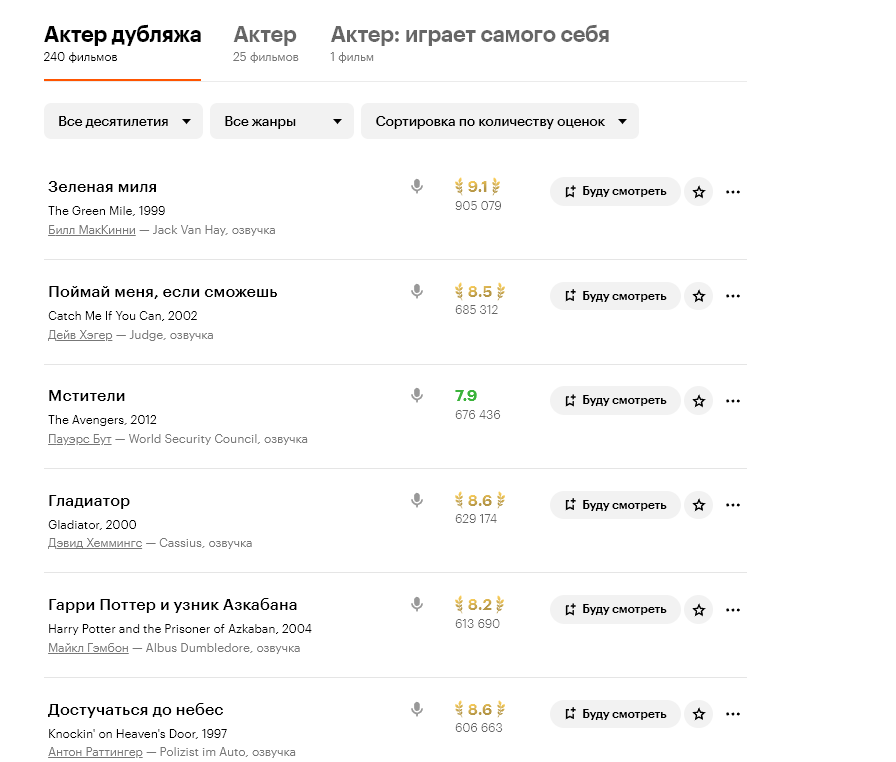 Актер дубляжа Актер Актер: играет самого себя
240 фильмов 25 фильмов 1 фильм
Все десятилетия Все жанры Сортировка по количеству оценок
Зеленая миля 9.1 Буду смотреть
The Green Mile, 1999 905 079
Билл МакКинни — Jack Van Hay, озвучка
Поймай меня, если сможешь 8.5 Буду смотреть
Catch Me If You Can, 2002 685 312
Дейв Хэгер — Judge, озвучка
Мстители 7.9 Буду смотреть
The Avengers, 2012 676 436
Пауэрс Бут — World Security Council, озвучка
Гладиатор 8.6 Буду смотреть
Gladiator, 2000 629 174
Дэвид Хеммингс — Cassius, озвучка
Гарри Поттер и узник Азкабана 8.2 Буду смотреть
Harry Potter and the Prisoner of Azkaban, 2004 613 690
Майкл Гэмбон — Albus Dumbledore, озвучка
Достучаться до небес 8.6 Буду смотреть
Knockin' on Heaven's Door, 1997 606 663
Антон Раттингер — Polizist im Auto, озвучка